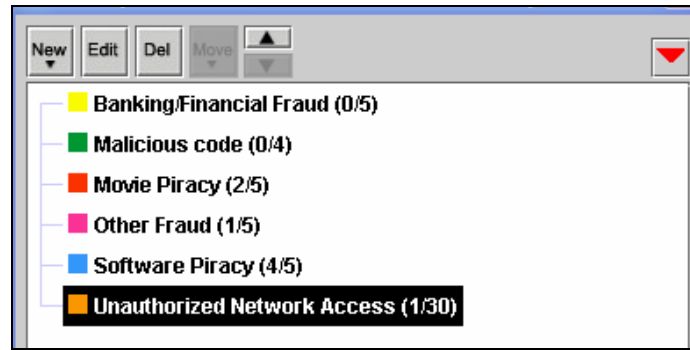 New Edit Del Move
Banking/Financial Fraud (0/5)
Malicious code (0/4)
Movie Piracy (2/5)
Other Fraud (1/5)
Software Piracy (4/5)
Unauthorized Network Access (1/30)